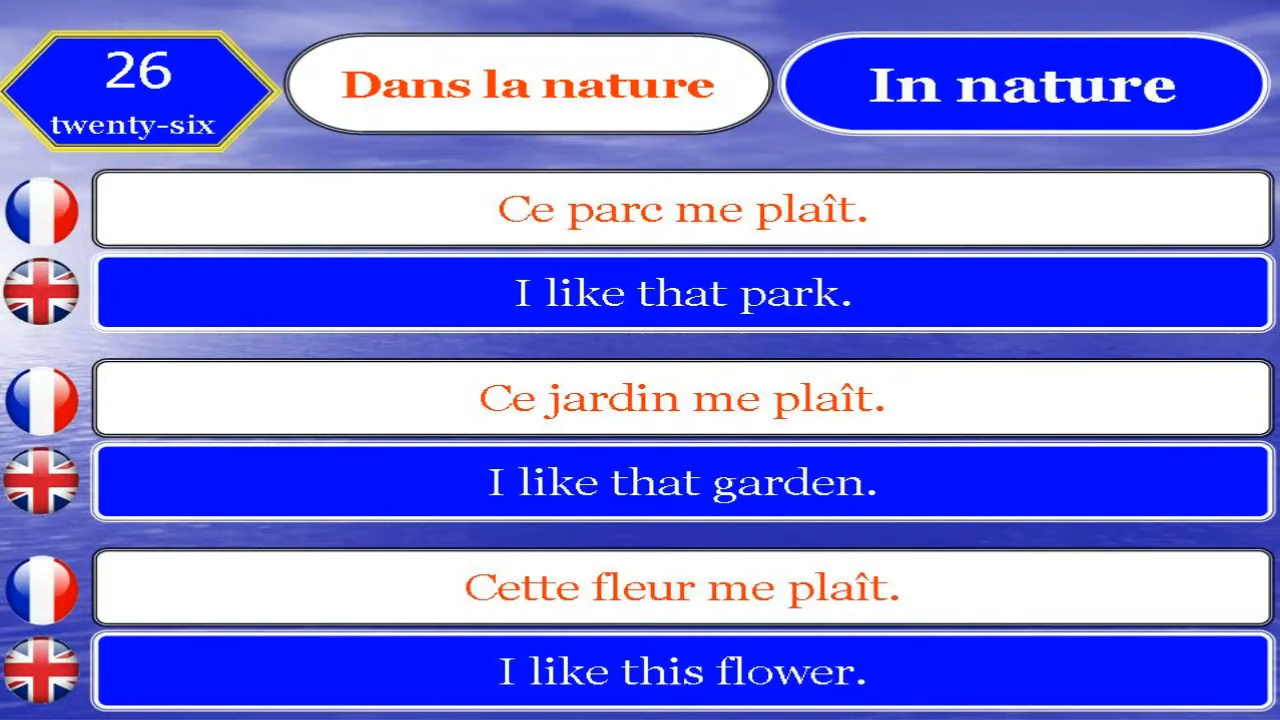 26
twenty-six
Dans la nature
In nature
Ce parc me plaît.
I like that park.
Ce jardin me plaît.
I like that garden.
Cette fleur me plaît.
I like this flower.